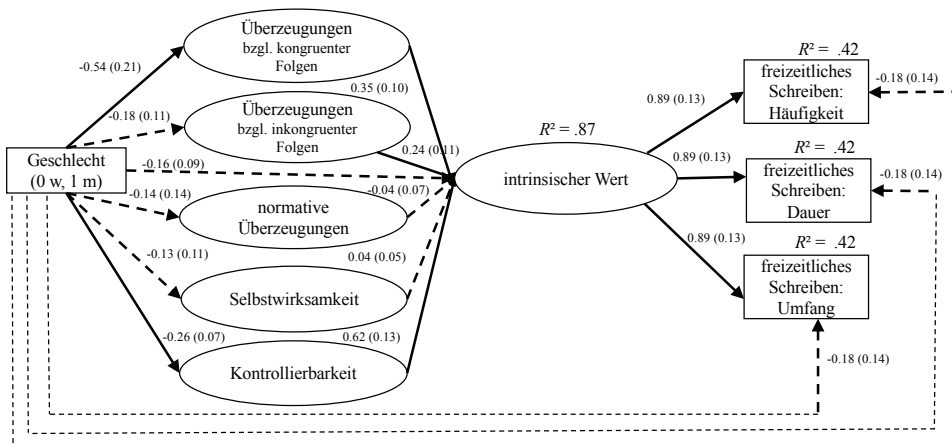 Überzeugungen
bzgl. kongruenter
Folgen
-0.54 (0.21)
0.35 (0.10)
Überzeugungen
bzgl. inkongruenter
Folgen
-0.18 (0.11)
0.24 (0.11)
Geschlecht
(0 w, 1 m)
-0.16 (0.09)
-0.14 (0.14)
-0.04 (0.07)
normative
Überzeugungen
-0.13 (0.11)
0.04 (0.05)
Selbstwirksamkeit
-0.26 (0.07)
0.62 (0.13)
Kontrollierbarkeit
R² = .87
intrinsischer Wert
0.89 (0.13)
0.89 (0.13)
0.89 (0.13)
R² = .42
freizeitliches
Schreiben:
Häufigkeit
-0.18 (0.14)
R² = .42
freizeitliches
Schreiben:
Dauer
-0.18 (0.14)
R² = .42
freizeitliches
Schreiben:
Umfang
-0.18 (0.14)